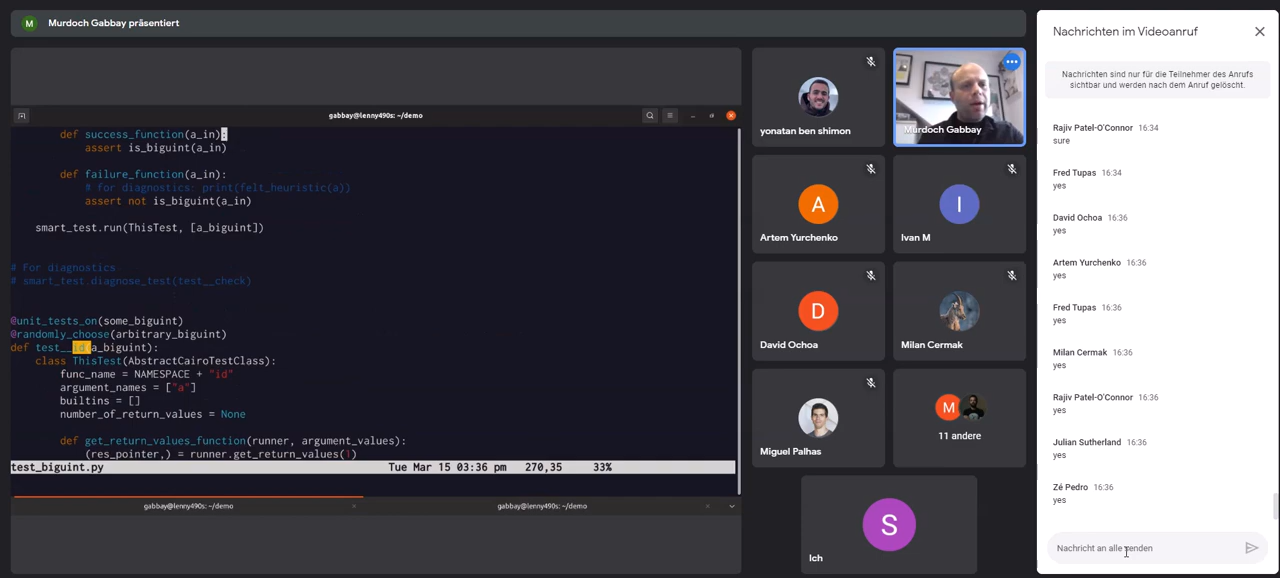 M
Murdoch Gabbay präsentiert
gabbay@lenny490s: ~/demo
def success_function(a_in):
assert is_biguint(a_in)
def failure_function(a_in):
# for diagnostics: print(felt_heuristic(a))
assert not is_biguint(a_in)
smart_test.run(ThisTest, [a_biguint])
# For diagnostics
# smart_test.diagnose_test(test__check)
@unit_tests_on(some_biguint)
@randomly_choose(arbitrary_biguint)
def test__id(a_biguint):
class ThisTest(AbstractCairoTestClass):
func_name = NAMESPACE + "id"
argument_names = ["a"]
builtins = []
number_of_return_values = None
def get_return_values_function(runner, argument_values):
(res_pointer,) = runner.get_return_values(1)
test_biguint.py Tue Mar 15 03:36 pm 270,35 33%
gabbay@lenny490s: ~/demo
gabbay@lenny490s: ~/demo
yonatan ben shimon
Murdoch Gabbay
A
Artem Yurchenko
I
Ivan M
D
David Ochoa
Milan Cermak
Miguel Palhas
M
11 andere
S
Ich
Nachrichten im Videoanruf
Nachrichten sind nur für die Teilnehmer des Anrufs
sichtbar und werden nach dem Anruf gelöscht.
Rajiv Patel-O'Connor 16:34
sure
Fred Tupas 16:34
yes
David Ochoa 16:36
yes
Artem Yurchenko 16:36
yes
Fred Tupas 16:36
yes
Milan Cermak 16:36
yes
Rajiv Patel-O'Connor 16:36
yes
Julian Sutherland 16:36
yes
Zé Pedro 16:36
yes
Nachricht an alle senden